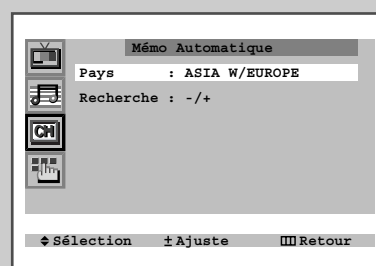 Mémo Automatique
Pays : ASIA W/EUROPE
Recherche : -/+
CH
Sélection ±Ajuste Retour